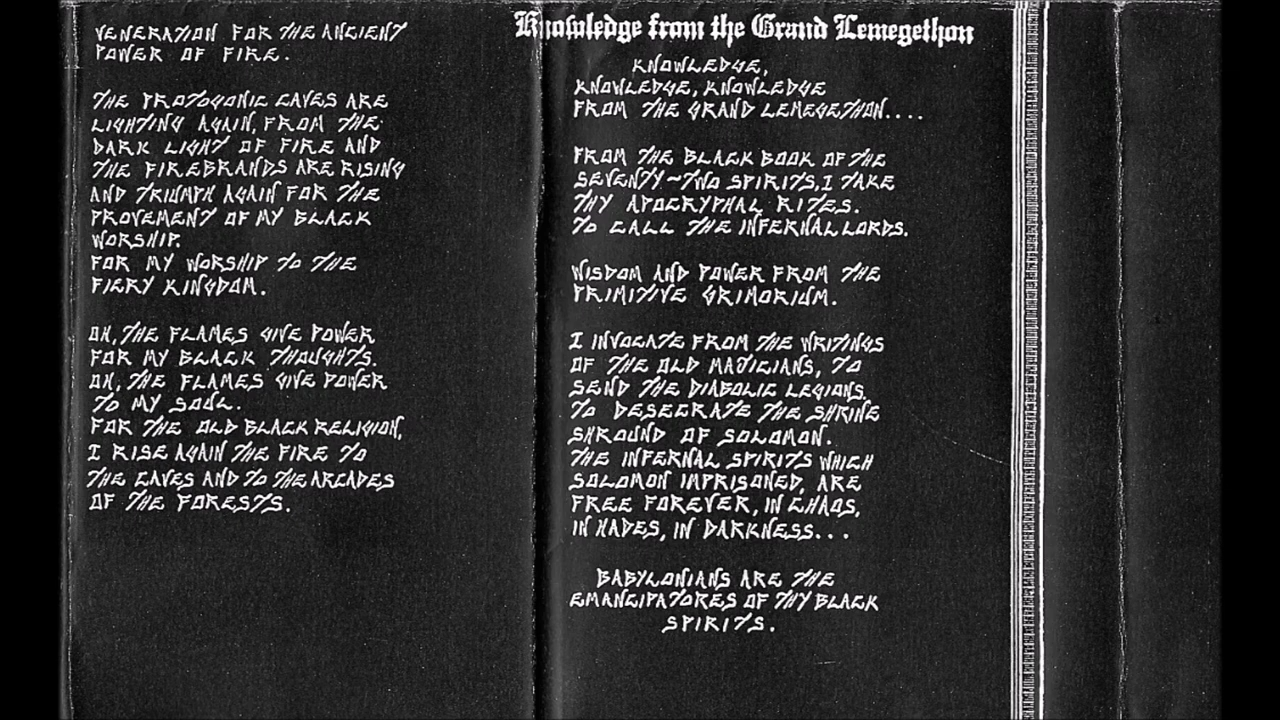 VENERATION FOR THE ANCIENT
POWER OF FIRE.
THE PROTOGONIC CAVES ARE
LIGHTING AGAIN, FROM THE
DARK LIGHT OF FIRE AND
THE FIREBRANDS ARE RISING
AND TRIUMPH AGAIN FOR THE
PROVEMENT OF MY BLACK
WORSHIP.
FOR MY WORSHIP TO THE
FIERY KINGDOM.
OH, THE FLAMES GIVE POWER
FOR MY BLACK THOUGHTS.
OH, THE FLAMES GIVE POWER
TO MY SOUL.
FOR THE OLD BLACK RELIGION,
I RISE AGAIN THE FIRE TO
THE CAVES AND TO THE ARCADES
OF THE FORESTS.
Knowledge from the Grand Lemegethon
KNOWLEDGE,
KNOWLEDGE, KNOWLEDGE
FROM THE GRAND LEMEGETHON....
FROM THE BLACK BOOK OF THE
SEVENTY~TWO SPIRITS, I TAKE
THY APOCRYPHAL RITES.
TO CALL THE INFERNAL LORDS.
WISDOM AND POWER FROM THE
PRIMITIVE GRIMORIUM.
I INVOCATE FROM THE WRITINGS
OF THE OLD MAGICIANS, TO
SEND THE DIABOLIC LEGIONS,
TO DESECRATE THE SHRINE
SHROUND OF SOLOMON.
THE INFERNAL SPIRITS WHICH
SOLOMON IMPRISONED, ARE
FREE FOREVER, IN CHAOS,
IN HADES, IN DARKNESS...
BABYLONIANS ARE THE
EMANCIPATORES OF THY BLACK
SPIRITS.